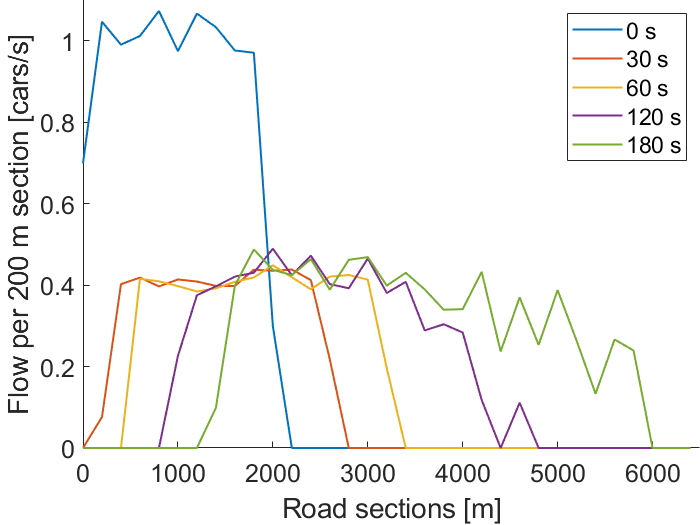 Flow per 200 m section [cars/s]
1
0.8
0.6
0.4
0.2
0
0 s
30 s
60 s
120 s
180 s
0 1000 2000 3000 4000 5000 6000
Road sections [m]